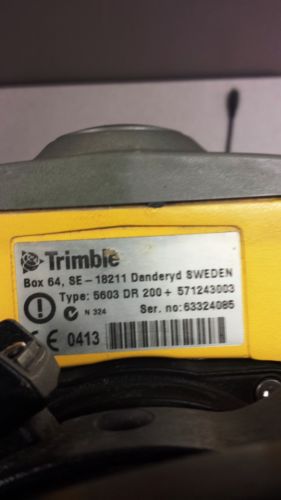 Trimble
Box 64, SE - 18211 Danderyd SWEDEN
Type: 5603 DR 200+ 571243003
N 324 Ser. no: 63324085
CE 0413